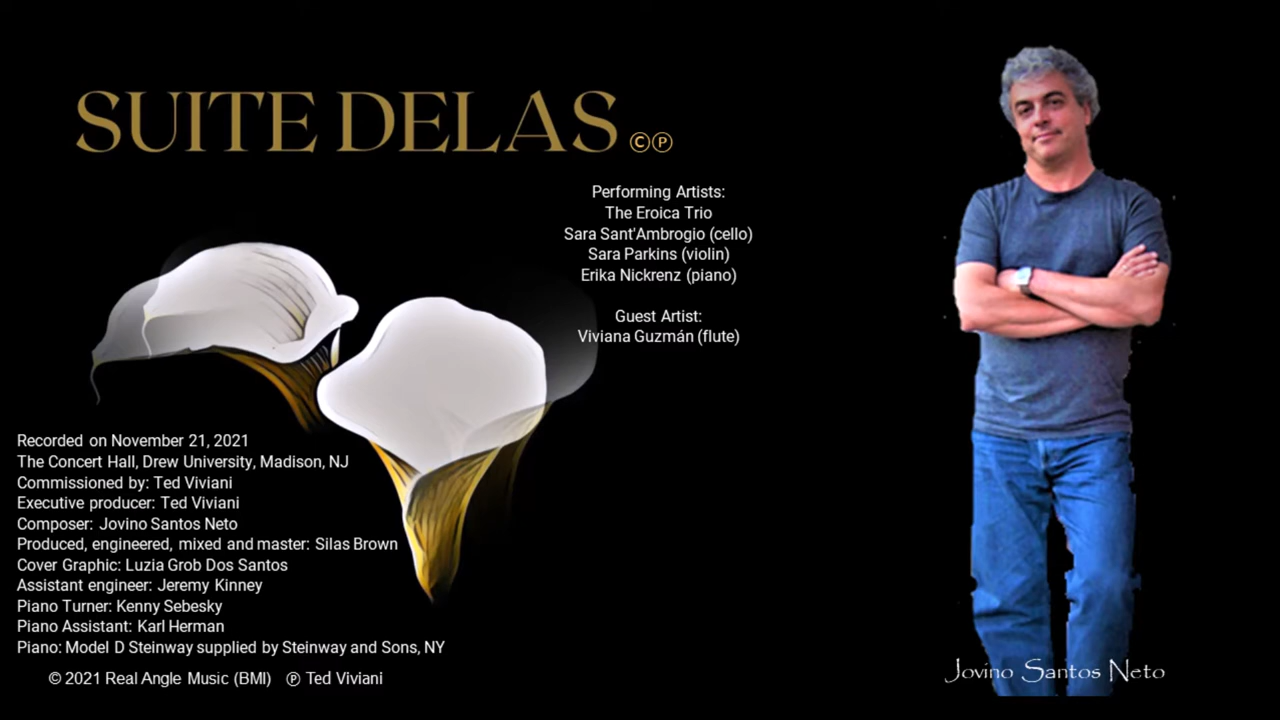 SUITE DELAS ©℗
Performing Artists:
The Eroica Trio
Sara Sant'Ambrogio (cello)
Sara Parkins (violin)
Erika Nickrenz (piano)
Guest Artist:
Viviana Guzmán (flute)
Recorded on November 21, 2021
The Concert Hall, Drew University, Madison, NJ
Commissioned by: Ted Viviani
Executive producer: Ted Viviani
Composer: Jovino Santos Neto
Produced, engineered, mixed and master: Silas Brown
Cover Graphic: Luzia Grob Dos Santos
Assistant engineer: Jeremy Kinney
Piano Turner: Kenny Sebesky
Piano Assistant: Karl Herman
Piano: Model D Steinway supplied by Steinway and Sons, NY
© 2021 Real Angle Music (BMI) ℗ Ted Viviani
Jovino Santos Neto